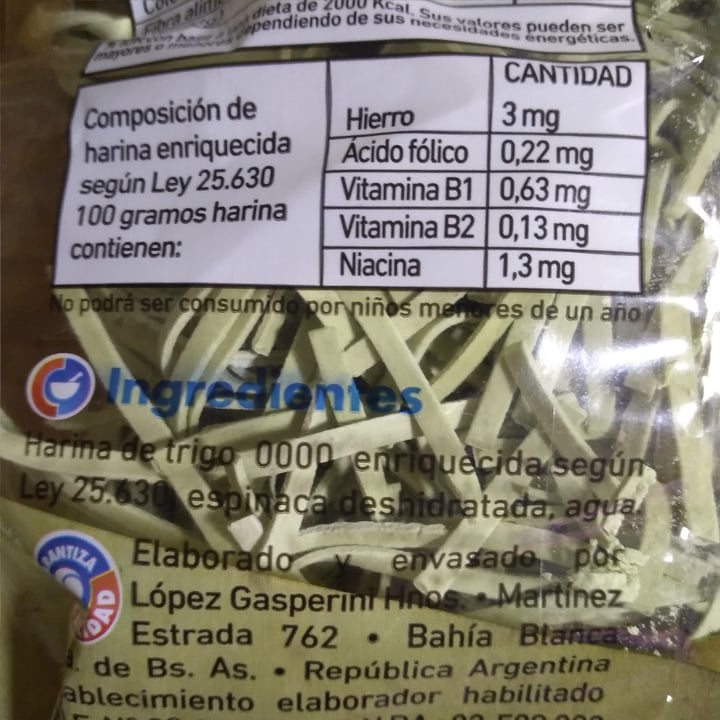 Fibra
dieta de 2000 Kcal. Sus valores pueden ser
mayores o menores dependiendo de sus necesidades energéticas.
CANTIDAD
Composición de
harina enriquecida
según Ley 25.630
100 gramos harina
contienen:
Hierro 3 mg
Ácido fólico 0,22 mg
Vitamina B1 0,63 mg
Vitamina B2 0,13 mg
Niacina 1,3 mg
No podrá ser consumido por niños menores de un año
Ingredientes
Harina de trigo 0000 enriquecida según
Ley 25.630, espinaca deshidratada, agua.
Elaborado y envasado por
López Gasperini Hnos. • Martínez
Estrada 762 • Bahía Blanca
de Bs. As. • República Argentina
ablecimiento elaborador habilitado